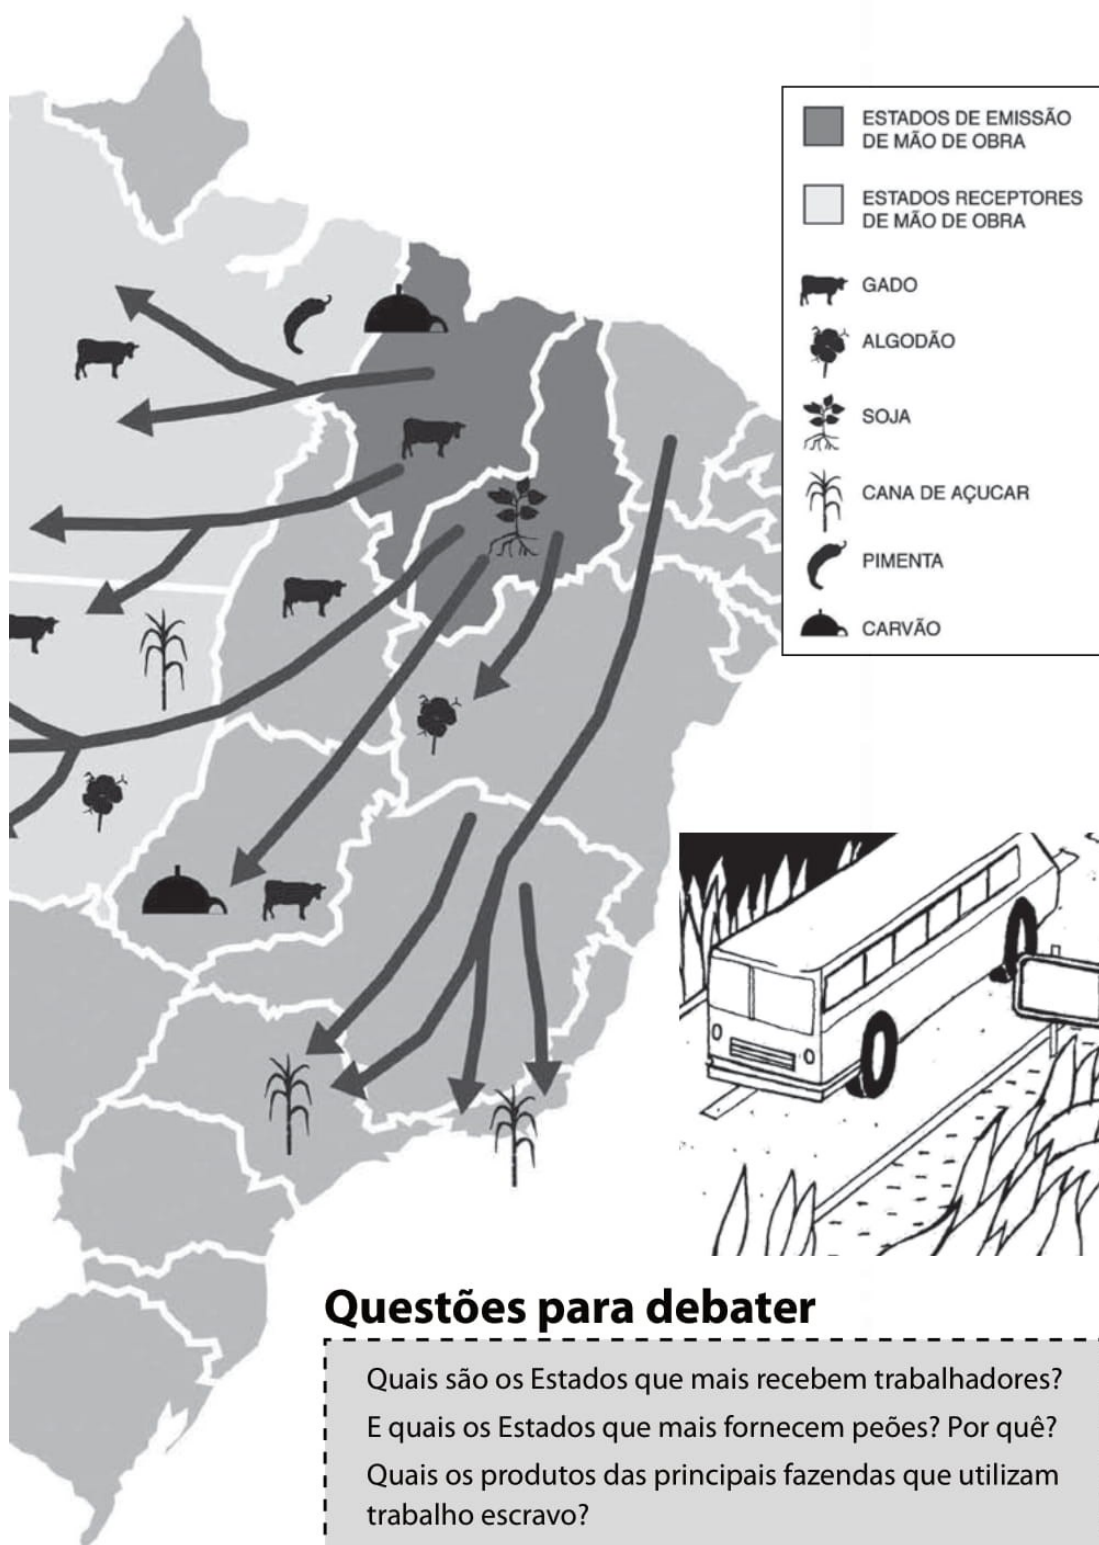 ESTADOS DE EMISSÃO
DE MÃO DE OBRA
ESTADOS RECEPTORES
DE MÃO DE OBRA
GADO
ALGODÃO
SOJA
CANA DE AÇUCAR
PIMENTA
CARVÃO
Questões para debater
Quais são os Estados que mais recebem trabalhadores?
E quais os Estados que mais fornecem peões? Por quê?
Quais os produtos das principais fazendas que utilizam
trabalho escravo?